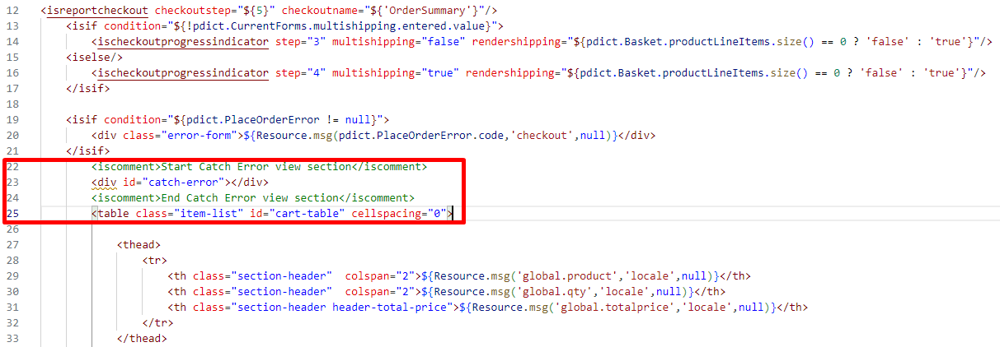 12 <isreportcheckout checkoutstep="${5}" checkoutname="${'OrderSummary'}"/>
13 <isif condition="${!pdict.CurrentForms.multishipping.entered.value}">
14 <ischeckoutprogressindicator step="3" multishipping="false" rendershipping="${pdict.Basket.productLineItems.size() == 0 ? 'false' : 'true'}"/>
15 <iselse/>
16 <ischeckoutprogressindicator step="4" multishipping="true" rendershipping="${pdict.Basket.productLineItems.size() == 0 ? 'false' : 'true'}"/>
17 </isif>
18
19 <isif condition="${pdict.PlaceOrderError != null}">
20 <div class="error-form">${Resource.msg(pdict.PlaceOrderError.code,'checkout',null)}</div>
21 </isif>
22 <iscomment>Start Catch Error view section</iscomment>
23 <div id="catch-error"></div>
24 <iscomment>End Catch Error view section</iscomment>
25 <table class="item-list" id="cart-table" cellspacing="0">
26
27 <thead>
28 <tr>
29 <th class="section-header"  colspan="2">${Resource.msg('global.product','locale',null)}</th>
30 <th class="section-header"  colspan="2">${Resource.msg('global.qty','locale',null)}</th>
31 <th class="section-header header-total-price">${Resource.msg('global.totalprice','locale',null)}</th>
32 </tr>
33 </thead>